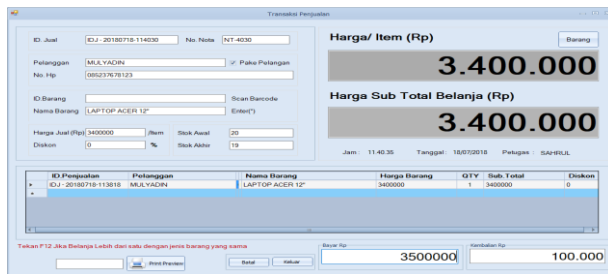 Transaksi Penjualan
ID. Jual IDJ - 20180718-114030 No. Nota NT-4030
Pelanggan MULYADIN Pake Pelangan
No. Hp 085237678123
ID.Barang Scan Barcode
Nama Barang LAPTOP ACER 12" Enter(*)
Harga Jual (Rp) 3400000 /Item Stok Awal 20
Diskon 0 % Stok Akhir 19
Harga/ Item (Rp) Barang
3.400.000
Harga Sub Total Belanja (Rp)
3.400.000
Jam : 11.40.35 Tanggal : 18/07/2018 Petugas : SAHRUL
ID.Penjualan Pelanggan Nama Barang Harga Barang QTY Sub.Total Diskon
IDJ - 20180718-113818 MULYADIN LAPTOP ACER 12" 3400000 1 3400000 0
Tekan F12 Jika Belanja Lebih dari satu dengan jenis barang yang sama
Print Preview Batal Keluar
Bayar Rp
3500000
Kembalian Rp
100.000